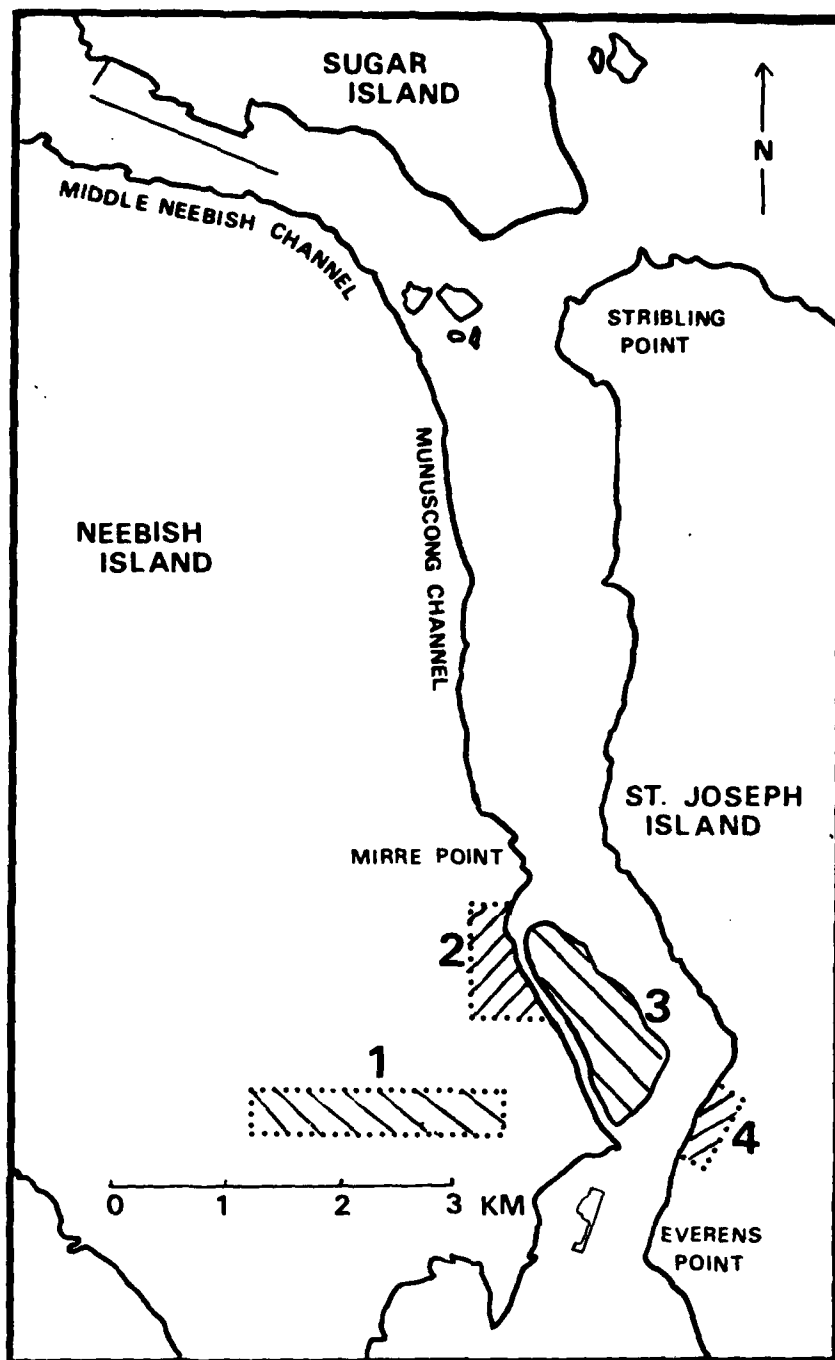 SUGAR
ISLAND
N
MIDDLE NEEBISH CHANNEL
STRIBLING
POINT
MUNUSCONG CHANNEL
NEEBISH
ISLAND
ST. JOSEPH
ISLAND
MIRRE POINT
2
3
1
4
0 1 2 3 KM
EVERENS
POINT